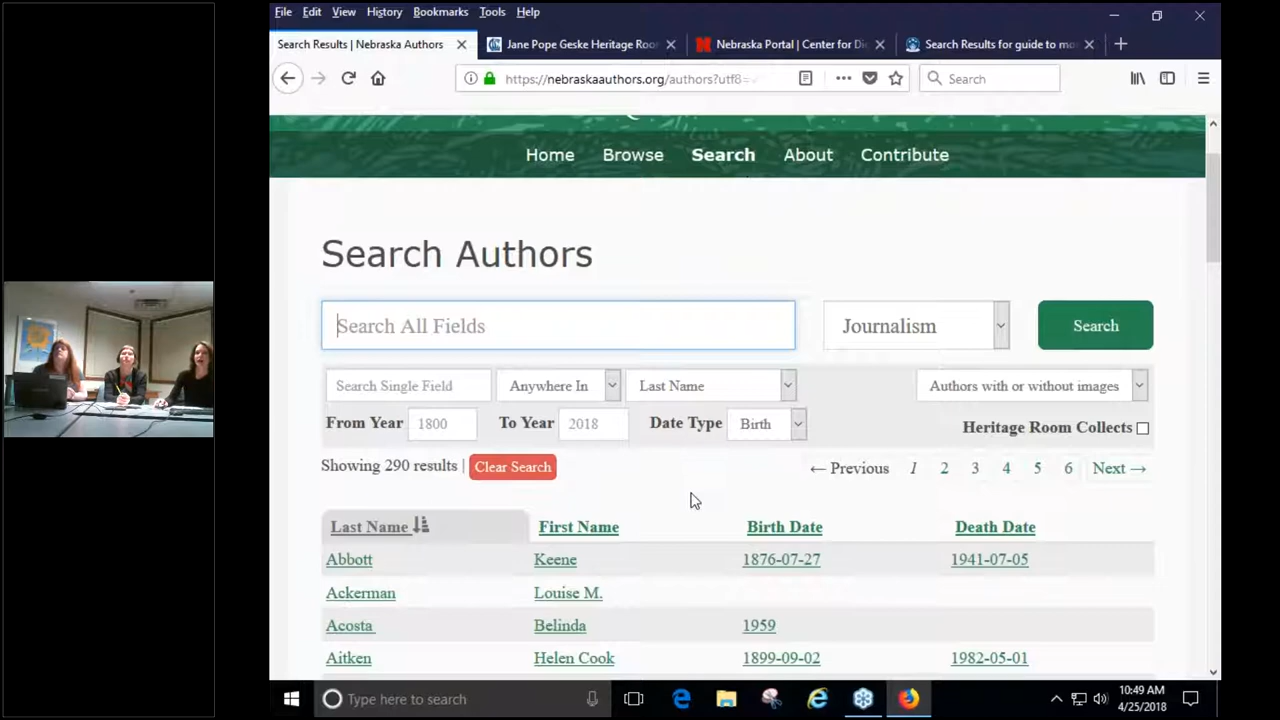 File Edit View History Bookmarks Tools Help
Search Results | Nebraska Authors
Jane Pope Geske Heritage Roo
Nebraska Portal | Center for Di
Search Results for guide to mo
https://nebraskaauthors.org/authors?utf8=
Search
Home Browse Search About Contribute
Search Authors
Search All Fields
Journalism
Search
Search Single Field
Anywhere In
Last Name
Authors with or without images
From Year 1800 To Year 2018 Date Type Birth
Heritage Room Collects
Showing 290 results | Clear Search
← Previous 1 2 3 4 5 6 Next →
Last Name First Name Birth Date Death Date
Abbott Keene 1876-07-27 1941-07-05
Ackerman Louise M.
Acosta Belinda 1959
Aitken Helen Cook 1899-09-02 1982-05-01
Type here to search
10:49 AM
4/25/2018